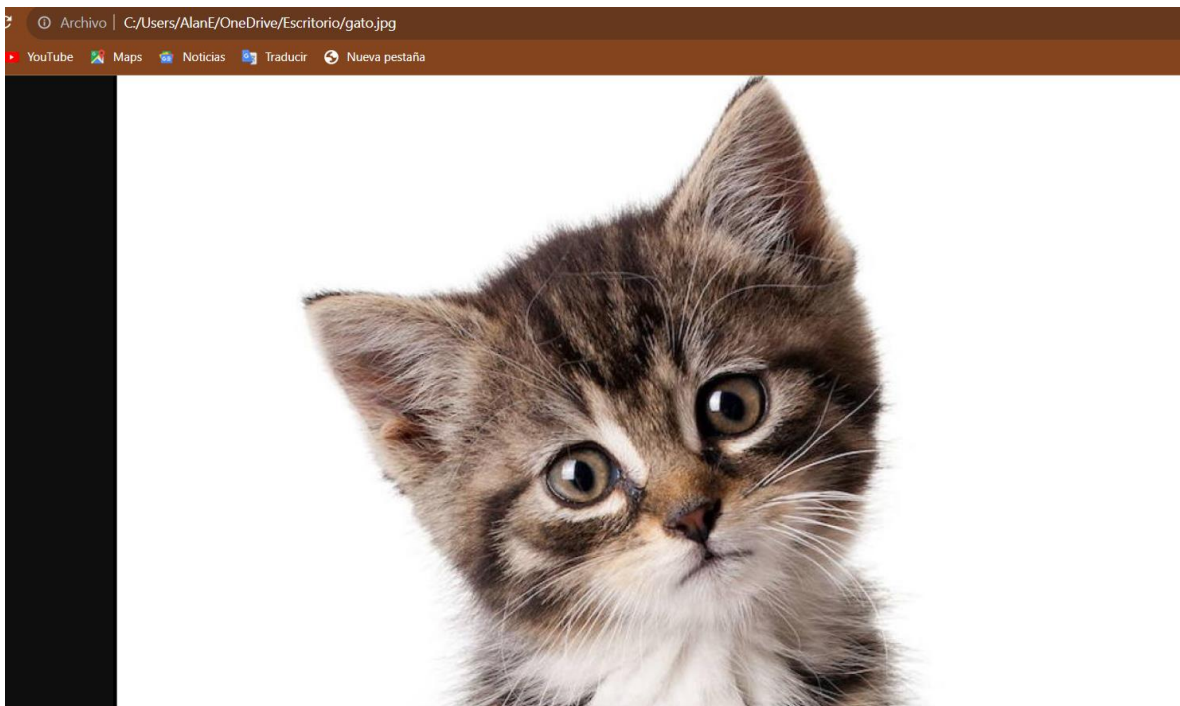 Archivo | C:/Users/AlanE/OneDrive/Escritorio/gato.jpg
YouTube Maps Noticias Traducir Nueva pestaña